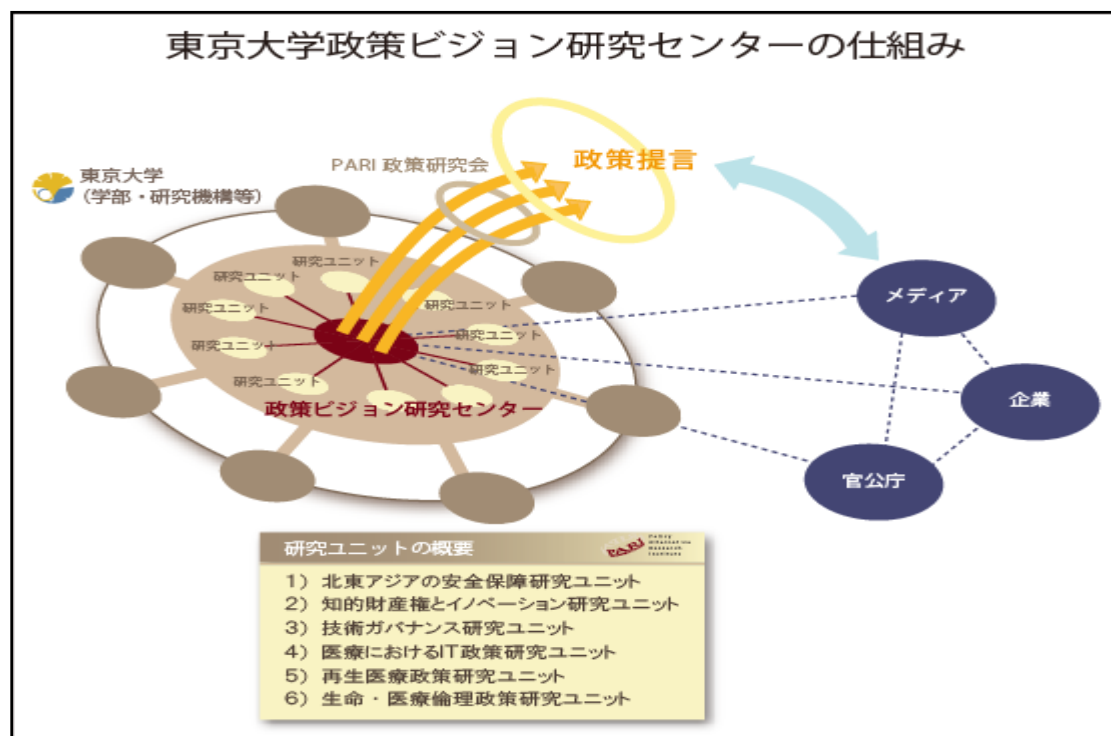 東京大学政策ビジョン研究センターの仕組み
PARI 政策研究会
政策提言
東京大学
(学部・研究機構等)
研究ユニット
研究ユニット
研究ユニット
研究ユニット
研究ユニット
研究ユニット
研究ユニット
研究ユニット
政策ビジョン研究センター
メディア
企業
官公庁
研究ユニットの概要
PARI
Policy
Alternatives
Research
Institute
1) 北東アジアの安全保障研究ユニット
2) 知的財産権とイノベーション研究ユニット
3) 技術ガバナンス研究ユニット
4) 医療におけるIT政策研究ユニット
5) 再生医療政策研究ユニット
6) 生命・医療倫理政策研究ユニット